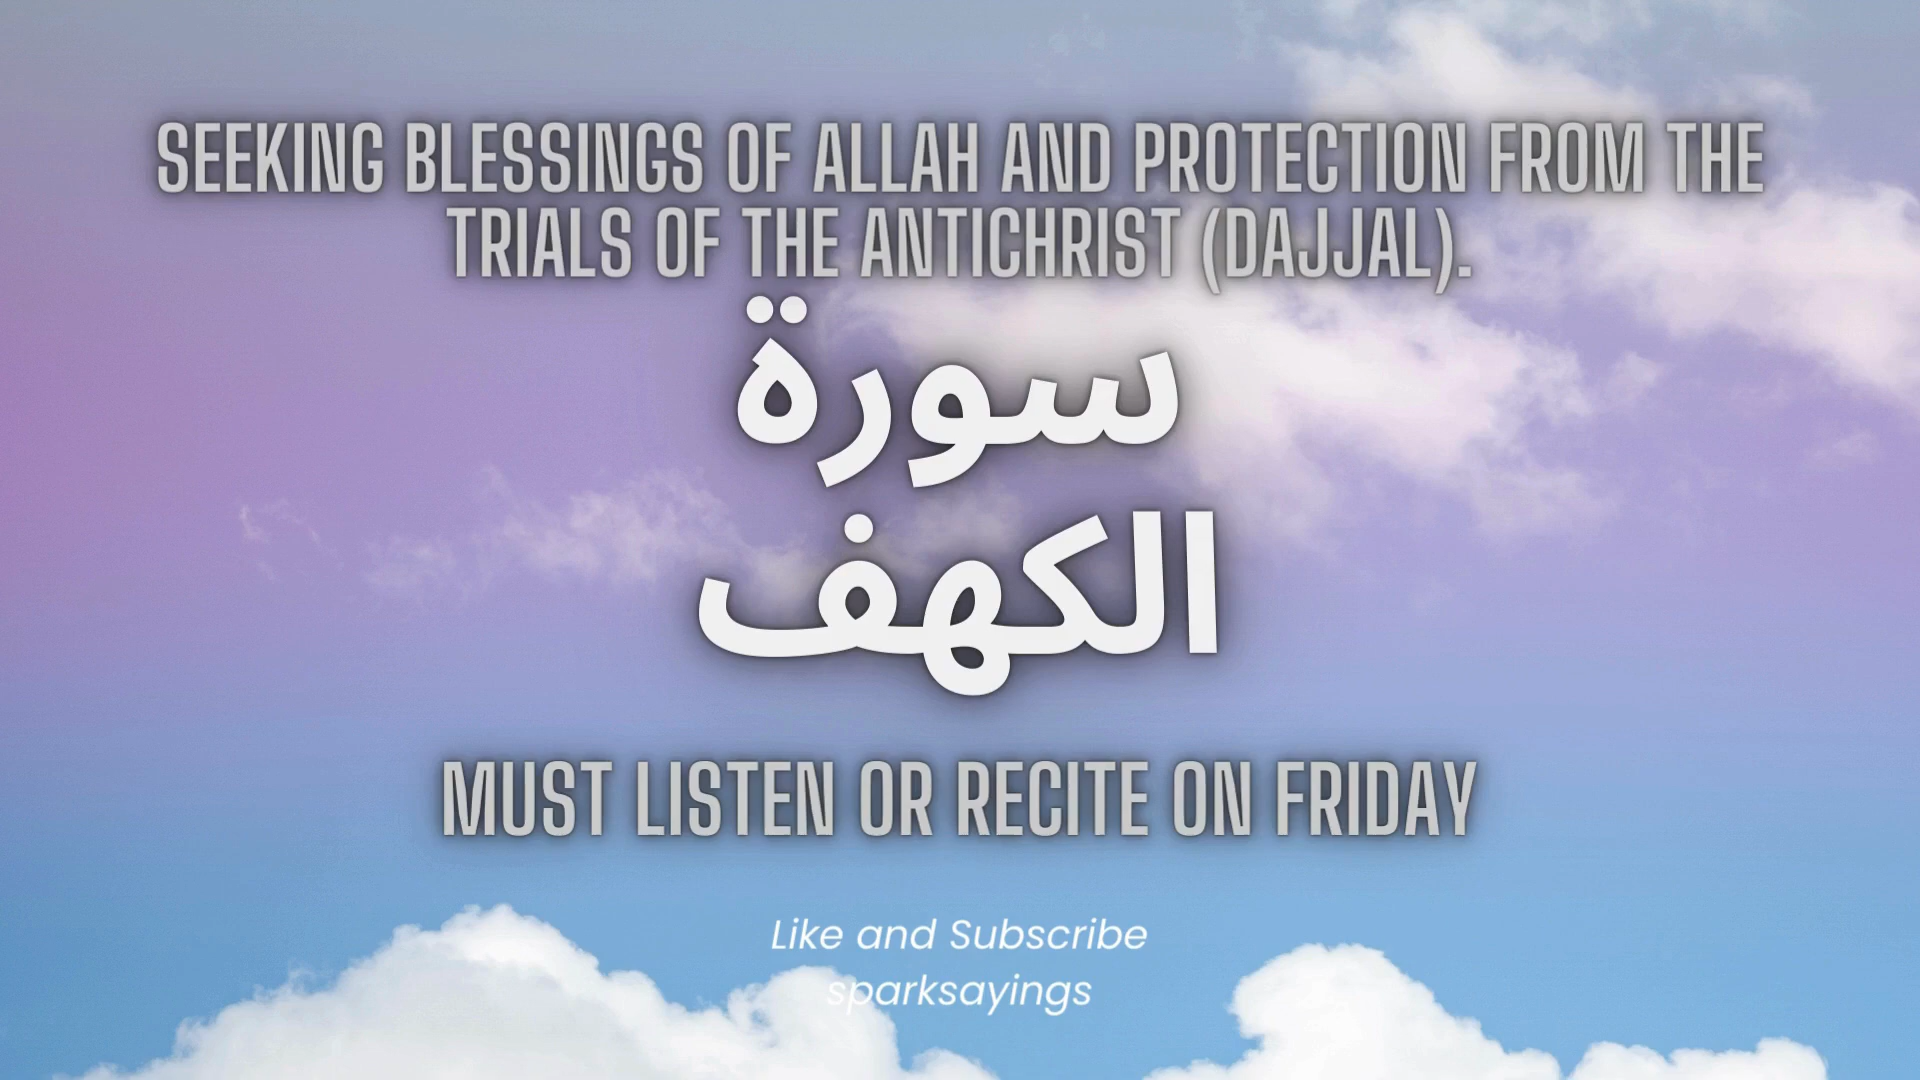 SEEKING BLESSINGS OF ALLAH AND PROTECTION FROM THE
TRIALS OF THE ANTICHRIST (DAJJAL).
سورة
الكهف
MUST LISTEN OR RECITE ON FRIDAY
Like and Subscribe
sparksayings